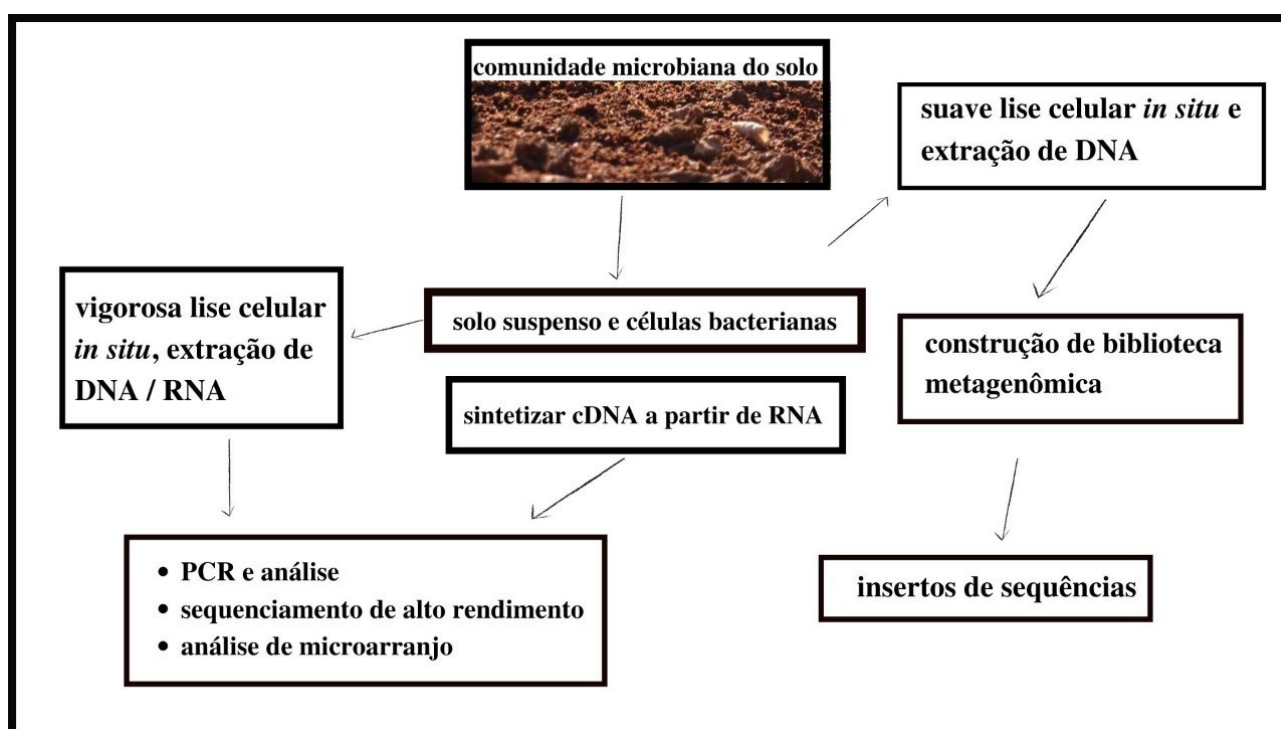 comunidade microbiana do solo
suave lise celular in situ e
extração de DNA
vigorosa lise celular
in situ, extração de
DNA / RNA
solo suspenso e células bacterianas
construção de biblioteca
metagenômica
sintetizar cDNA a partir de RNA
• PCR e análise
• sequenciamento de alto rendimento
• análise de microarranjo
insertos de sequências